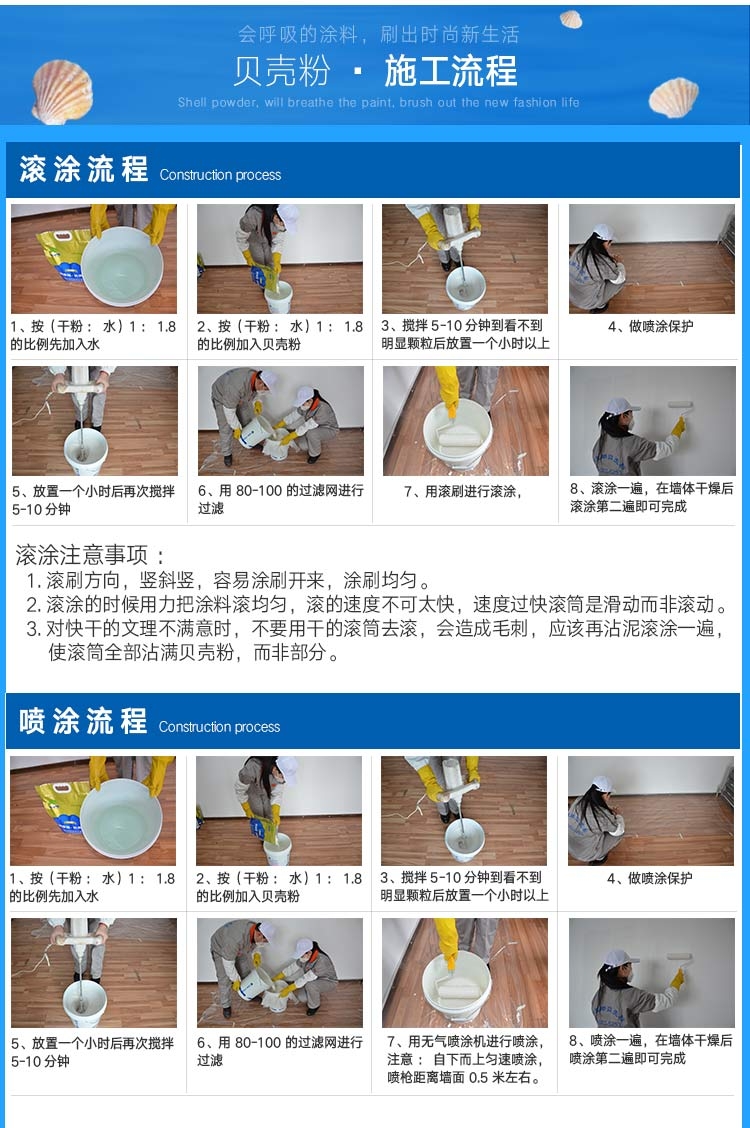 会呼吸的涂料，刷出时尚新生活
贝壳粉 · 施工流程
Shell powder, will breathe the paint, brush out the new fashion life
滚涂流程 Construction process
1、按（干粉： 水）1： 1.8
的比例先加入水
2、按（干粉： 水）1： 1.8
的比例加入贝壳粉
3、搅拌 5-10 分钟到看不到
明显颗粒后放置一个小时以上
4、做喷涂保护
5、放置一个小时后再次搅拌
5-10 分钟
6、用 80-100 的过滤网进行
过滤
7、用滚刷进行滚涂，
8、滚涂一遍，在墙体干燥后
滚涂第二遍即可完成
滚涂注意事项 ：
1. 滚刷方向，竖斜竖，容易涂刷开来，涂刷均匀。
2. 滚涂的时候用力把涂料滚均匀，滚的速度不可太快，速度过快滚筒是滑动而非滚动。
3. 对快干的文理不满意时，不要用干的滚筒去滚，会造成毛刺，应该再沾泥滚涂一遍，
使滚筒全部沾满贝壳粉，而非部分。
喷涂流程 Construction process
1、按（干粉： 水）1： 1.8
的比例先加入水
2、按（干粉： 水）1： 1.8
的比例加入贝壳粉
3、搅拌 5-10 分钟到看不到
明显颗粒后放置一个小时以上
4、做喷涂保护
5、放置一个小时后再次搅拌
5-10 分钟
6、用 80-100 的过滤网进行
过滤
7、用无气喷涂机进行喷涂，
注意： 自下而上匀速喷涂，
喷枪距离墙面 0.5 米左右。
8、喷涂一遍，在墙体干燥后
喷涂第二遍即可完成